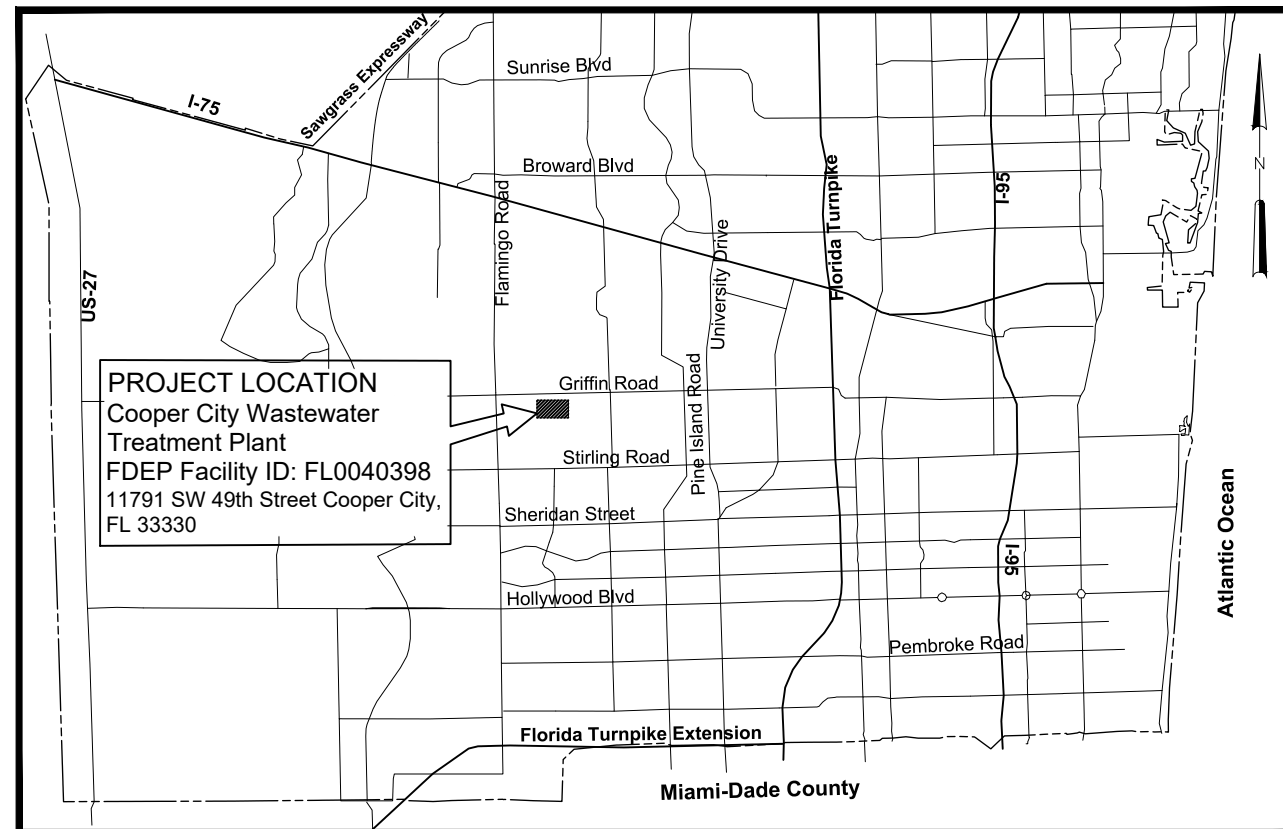 Sunrise Blvd
Sawgrass Expressway
I-75
Broward Blvd
Flamingo Road
Florida Turnpike
I-95
N
US-27
University Drive
PROJECT LOCATION
Cooper City Wastewater
Treatment Plant
FDEP Facility ID: FL0040398
11791 SW 49th Street Cooper City,
FL 33330
Griffin Road
Pine Island Road
Stirling Road
Sheridan Street
Atlantic Ocean
I-95
Hollywood Blvd
Pembroke Road
Florida Turnpike Extension
Miami-Dade County